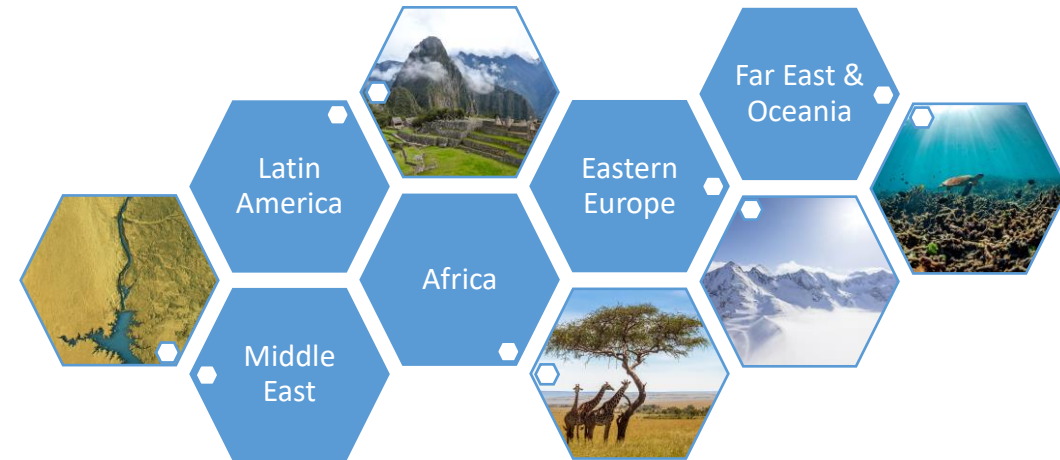 Far East &
Oceania
Latin
America
Eastern
Europe
Africa
Middle
East